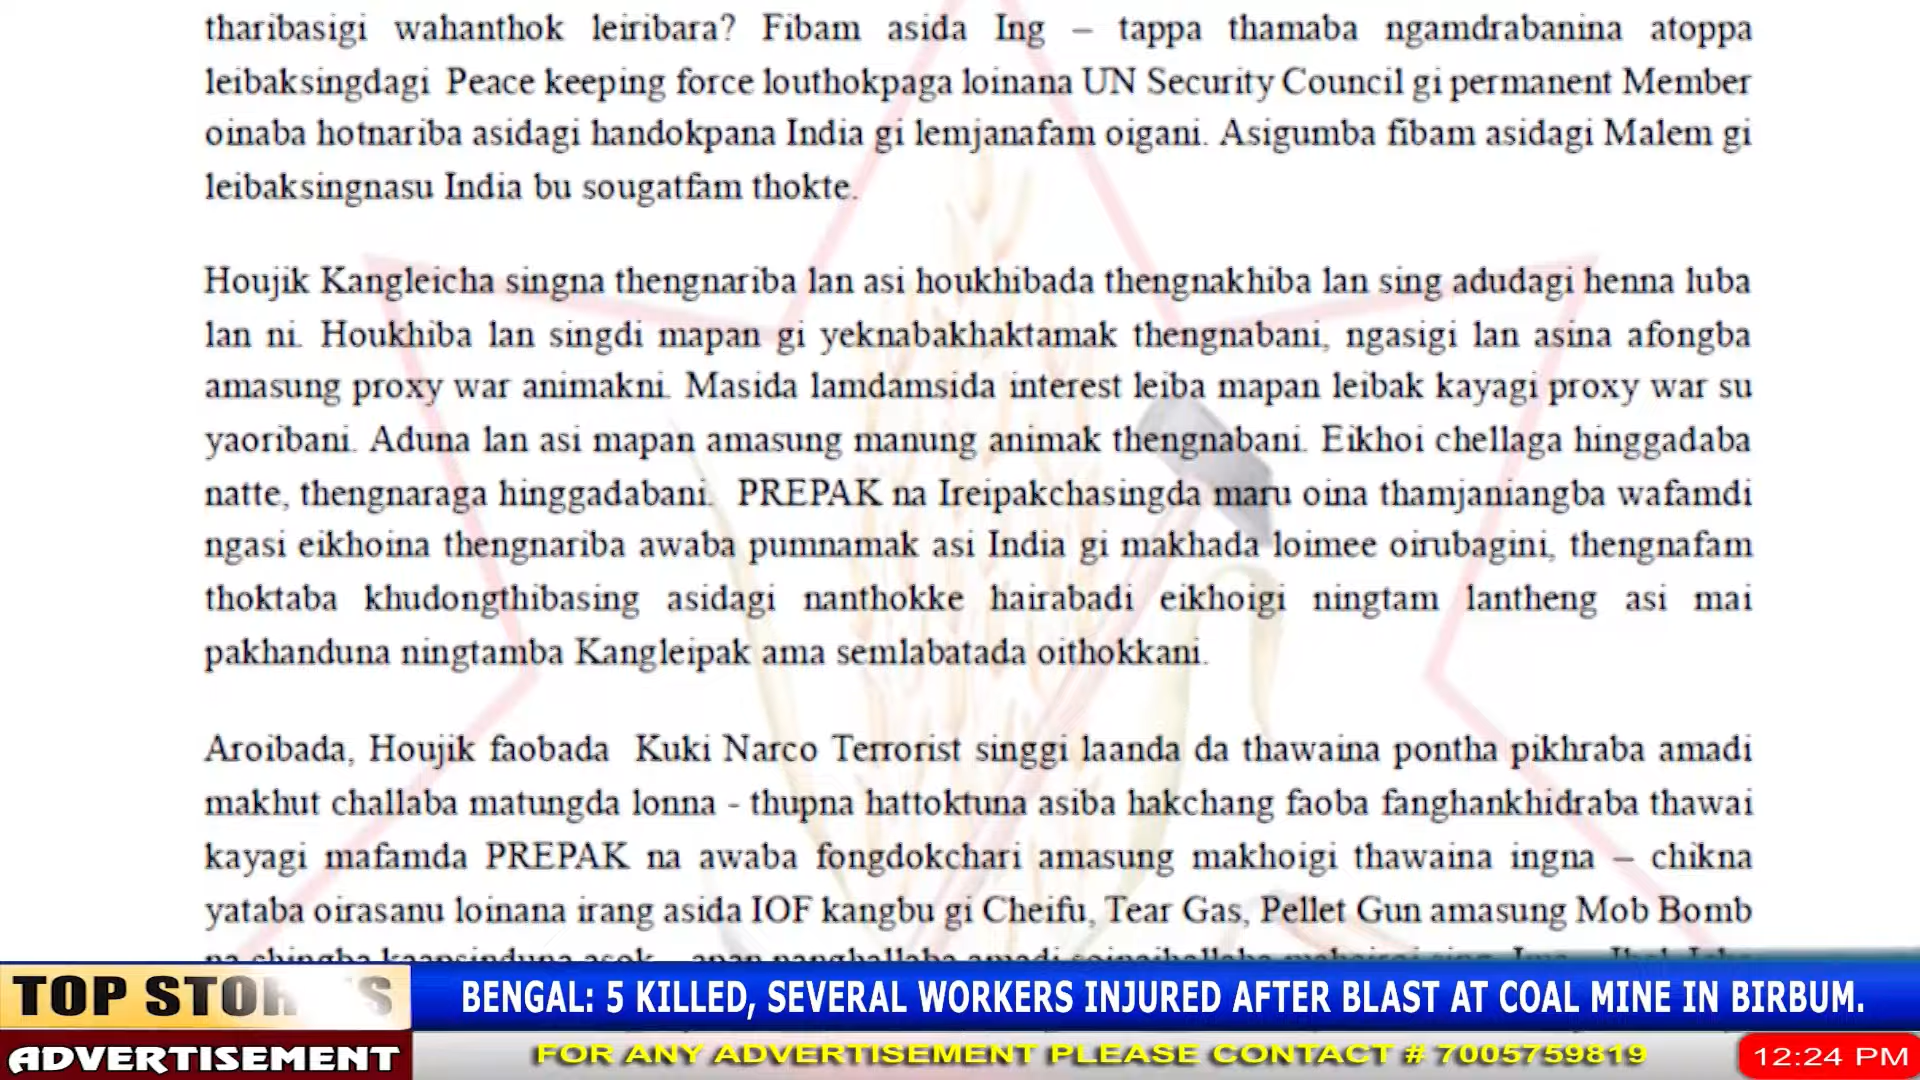 tharibasigi wahanthok leiribara? Fibam asida Ing – tappa thamaba ngamdrabanina atoppa
leibaksingdagi Peace keeping force louthokpaga loinana UN Security Council gi permanent Member
oinaba hotnariba asidagi handokpana India gi lemjanafam oigani. Asigumba fibam asidagi Malem gi
leibaksingnasu India bu sougatfam thokte.
Houjik Kangleicha singna thengnariba lan asi houkhibada thengnakhiba lan sing adudagi henna luba
lan ni. Houkhiba lan singdi mapan gi yeknabakhaktamak thengnabani, ngasigi lan asina afongba
amasung proxy war animakni. Masida lamdamsida interest leiba mapan leibak kayagi proxy war su
yaoribani. Aduna lan asi mapan amasung manung animak thengnabani. Eikhoi chellaga hinggadaba
natte, thengnaraga hinggadabani. PREPAK na Ireipakchasingda maru oina thamjaniangba wafamdi
ngasi eikhoina thengnariba awaba pumnamak asi India gi makhada loimee oirubagini, thengnafam
thoktaba khudongthibasing asidagi nanthokke hairabadi eikhoigi ningtam lantheng asi mai
pakhanduna ningtamba Kangleipak ama semlabatada oithokkani.
Aroibada, Houjik faobada Kuki Narco Terrorist singgi laanda da thawaina pontha pikhraba amadi
makhut challaba matungda lonna - thupna hattoktuna asiba hakchang faoba fanghankhidraba thawai
kayagi mafamda PREPAK na awaba fongdokchari amasung makhoigi thawaina ingna – chikna
yataba oirasanu loinana irang asida IOF kangbu gi Cheifu, Tear Gas, Pellet Gun amasung Mob Bomb
TOP STORIES BENGAL: 5 KILLED, SEVERAL WORKERS INJURED AFTER BLAST AT COAL MINE IN BIRBUM.
ADVERTISEMENT FOR ANY ADVERTISEMENT PLEASE CONTACT # 7005759819 12:24 PM